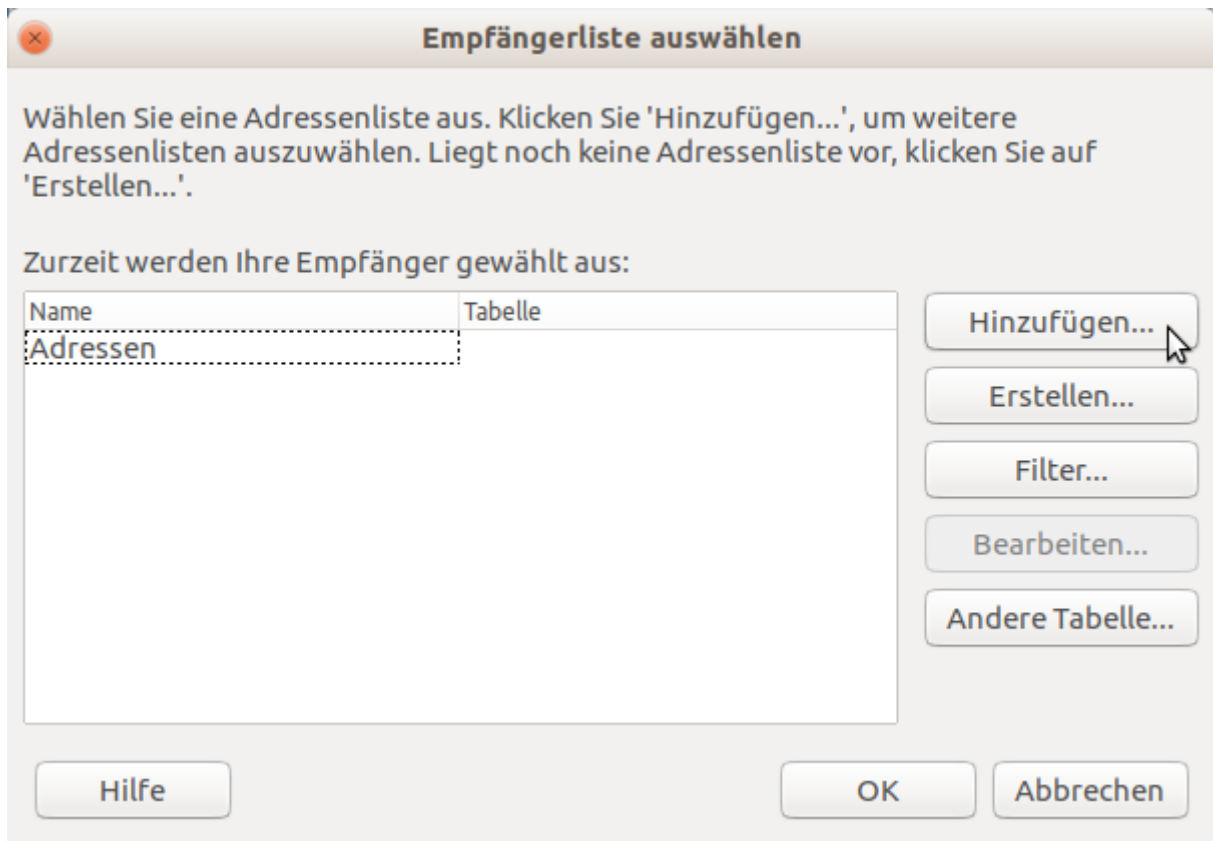 Empfängerliste auswählen
Wählen Sie eine Adressenliste aus. Klicken Sie 'Hinzufügen...', um weitere
Adressenlisten auszuwählen. Liegt noch keine Adressenliste vor, klicken Sie auf
'Erstellen...'.
Zurzeit werden Ihre Empfänger gewählt aus:
Name Tabelle
Adressen
Hinzufügen...
Erstellen...
Filter...
Bearbeiten...
Andere Tabelle...
Hilfe OK Abbrechen